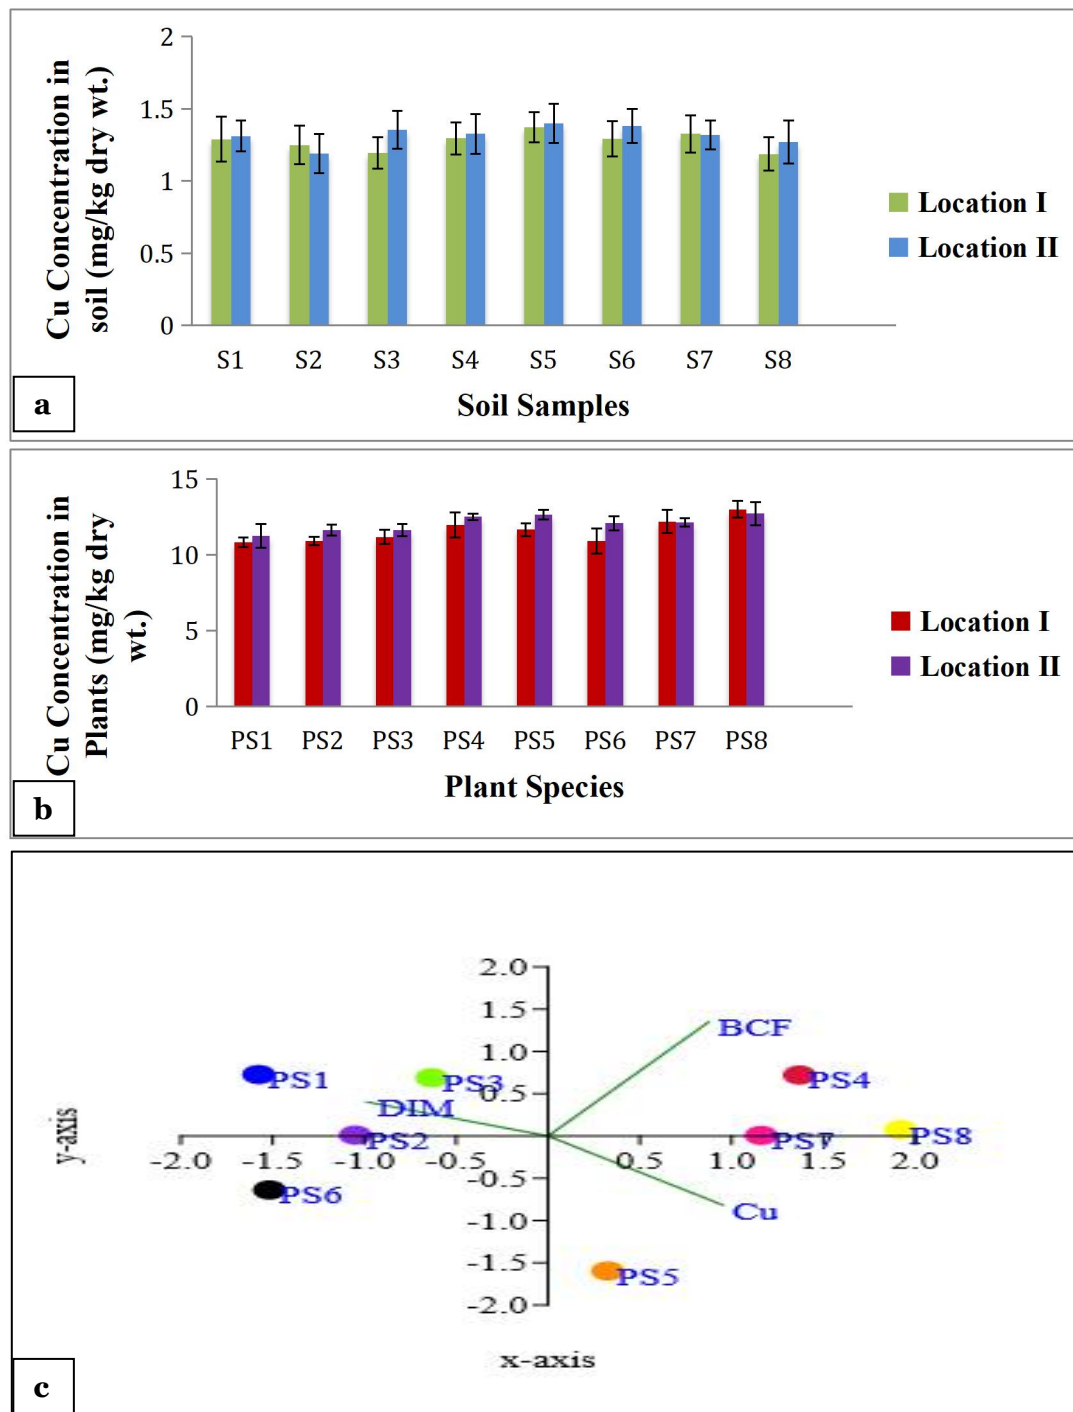 Cu Concentration in
soil (mg/kg dry wt.)
2
1.5
1
0.5
0
S1 S2 S3 S4 S5 S6 S7 S8
Soil Samples
Location I
Location II
a
Cu Concentration in
Plants (mg/kg dry
wt.)
15
10
5
0
PS1 PS2 PS3 PS4 PS5 PS6 PS7 PS8
Plant Species
Location I
Location II
b
y-axis
2.0
1.5
1.0
0.5
-0.5
-1.0
-1.5
-2.0
-2.0 -1.5 -1.0 -0.5 0.5 1.0 1.5 2.0
BCF
PS1
PS3
PS4
DIM
PS2
PS7
PS8
PS6
Cu
PS5
x-axis
c